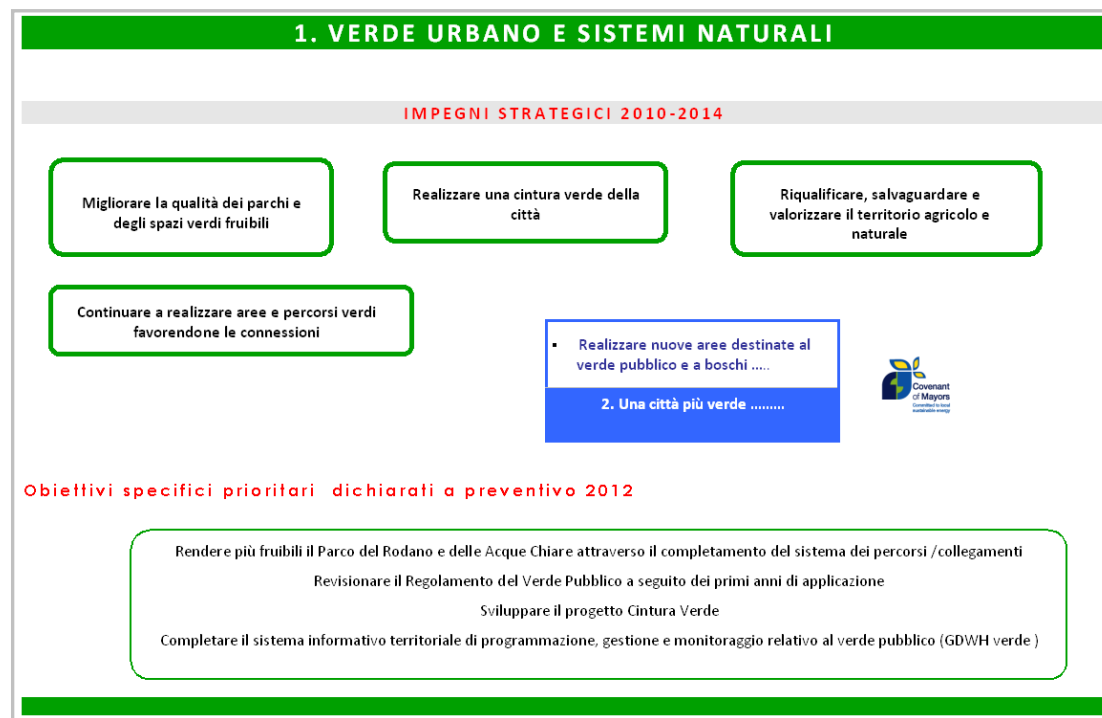 1. VERDE URBANO E SISTEMI NATURALI
IMPEGNI STRATEGICI 2010-2014
Migliorare la qualità dei parchi e
degli spazi verdi fruibili
Realizzare una cintura verde della
città
Riqualificare, salvaguardare e
valorizzare il territorio agricolo e
naturale
Continuare a realizzare aree e percorsi verdi
favorendone le connessioni
▪ Realizzare nuove aree destinate al
verde pubblico e a boschi .....
2. Una città più verde .........
Covenant
of Mayors
Committed to local
sustainable energy
Obiettivi specifici prioritari dichiarati a preventivo 2012
Rendere più fruibili il Parco del Rodano e delle Acque Chiare attraverso il completamento del sistema dei percorsi /collegamenti
Revisionare il Regolamento del Verde Pubblico a seguito dei primi anni di applicazione
Sviluppare il progetto Cintura Verde
Completare il sistema informativo territoriale di programmazione, gestione e monitoraggio relativo al verde pubblico (GDWH verde )